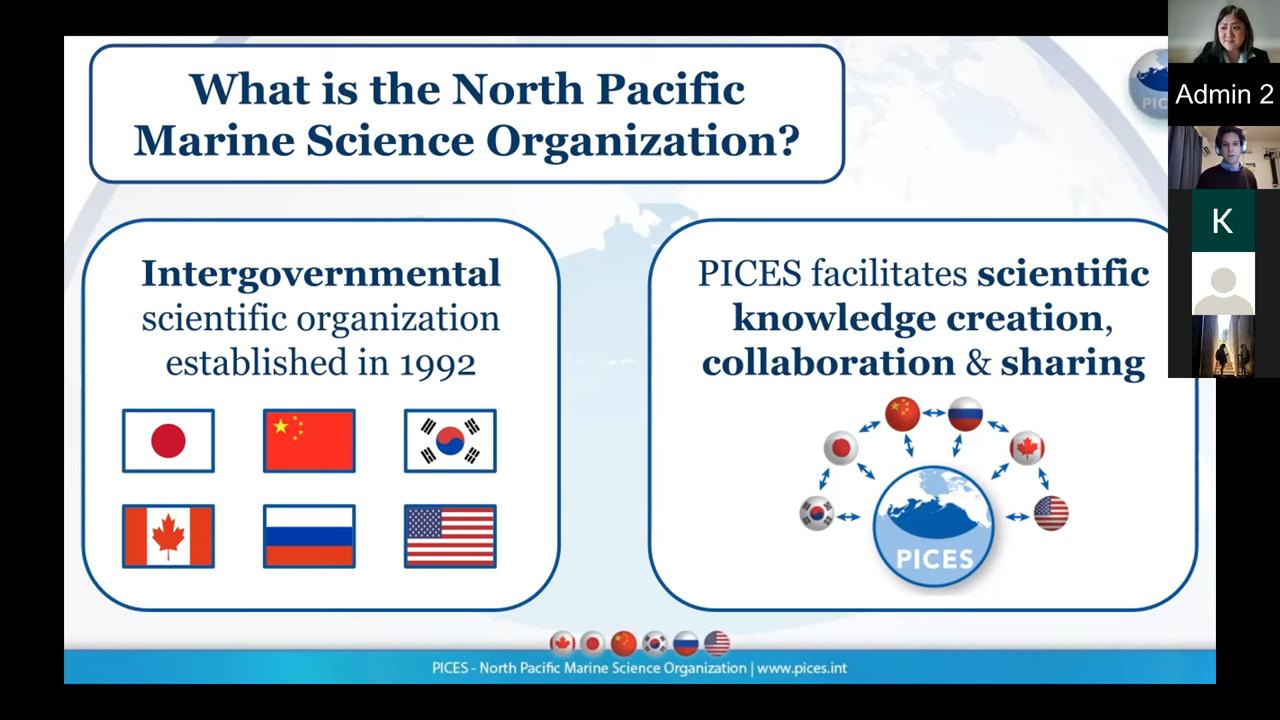 What is the North Pacific
Marine Science Organization?
PIC
Admin 2
K
Intergovernmental
scientific organization
established in 1992
PICES facilitates scientific
knowledge creation,
collaboration & sharing
PICES
PICES - North Pacific Marine Science Organization | www.pices.int